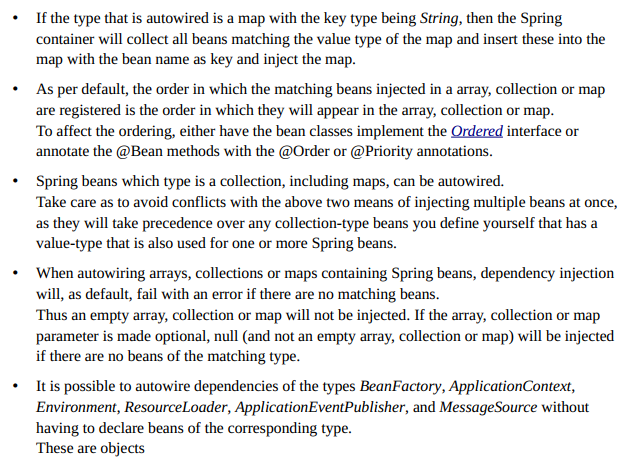 • If the type that is autowired is a map with the key type being String, then the Spring
container will collect all beans matching the value type of the map and insert these into the
map with the bean name as key and inject the map.
• As per default, the order in which the matching beans injected in a array, collection or map
are registered is the order in which they will appear in the array, collection or map.
To affect the ordering, either have the bean classes implement the Ordered interface or
annotate the @Bean methods with the @Order or @Priority annotations.
• Spring beans which type is a collection, including maps, can be autowired.
Take care as to avoid conflicts with the above two means of injecting multiple beans at once,
as they will take precedence over any collection-type beans you define yourself that has a
value-type that is also used for one or more Spring beans.
• When autowiring arrays, collections or maps containing Spring beans, dependency injection
will, as default, fail with an error if there are no matching beans.
Thus an empty array, collection or map will not be injected. If the array, collection or map
parameter is made optional, null (and not an empty array, collection or map) will be injected
if there are no beans of the matching type.
• It is possible to autowire dependencies of the types BeanFactory, ApplicationContext,
Environment, ResourceLoader, ApplicationEventPublisher, and MessageSource without
having to declare beans of the corresponding type.
These are objects